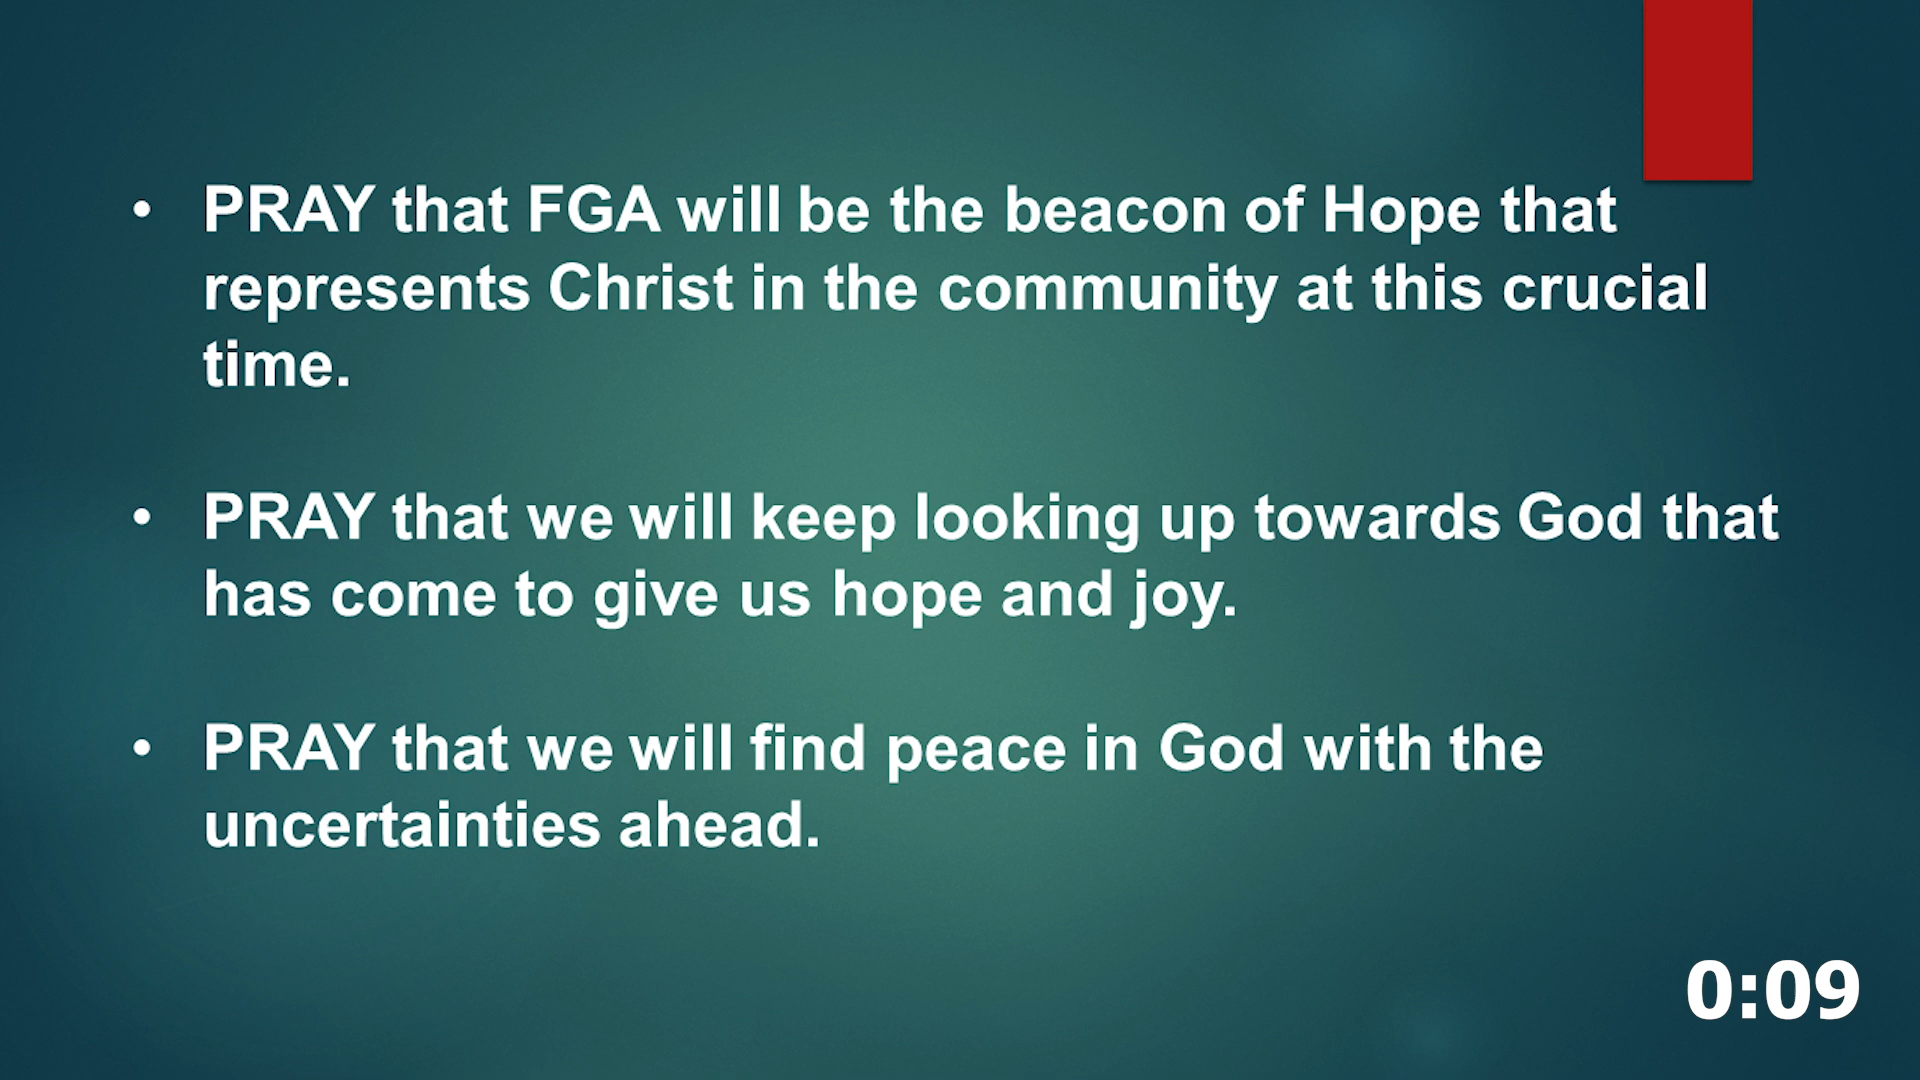 • PRAY that FGA will be the beacon of Hope that
represents Christ in the community at this crucial
time.
• PRAY that we will keep looking up towards God that
has come to give us hope and joy.
• PRAY that we will find peace in God with the
uncertainties ahead.
0:09